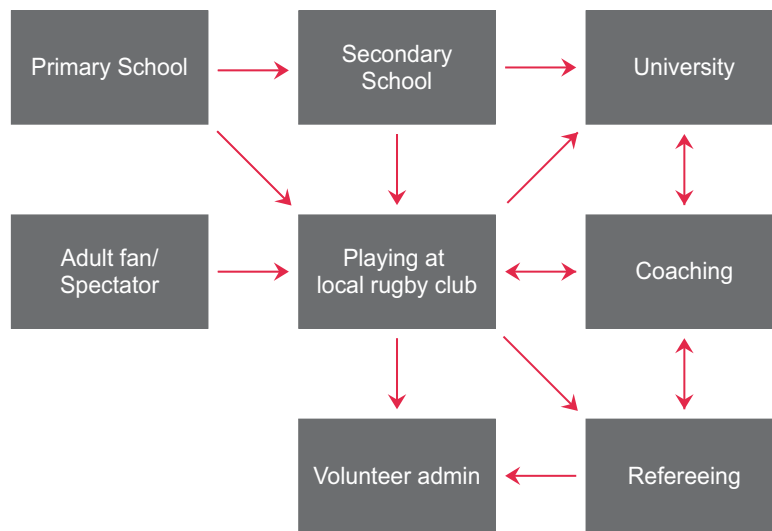 Primary School
Secondary
School
University
Adult fan/
Spectator
Playing at
local rugby club
Coaching
Volunteer admin
Refereeing